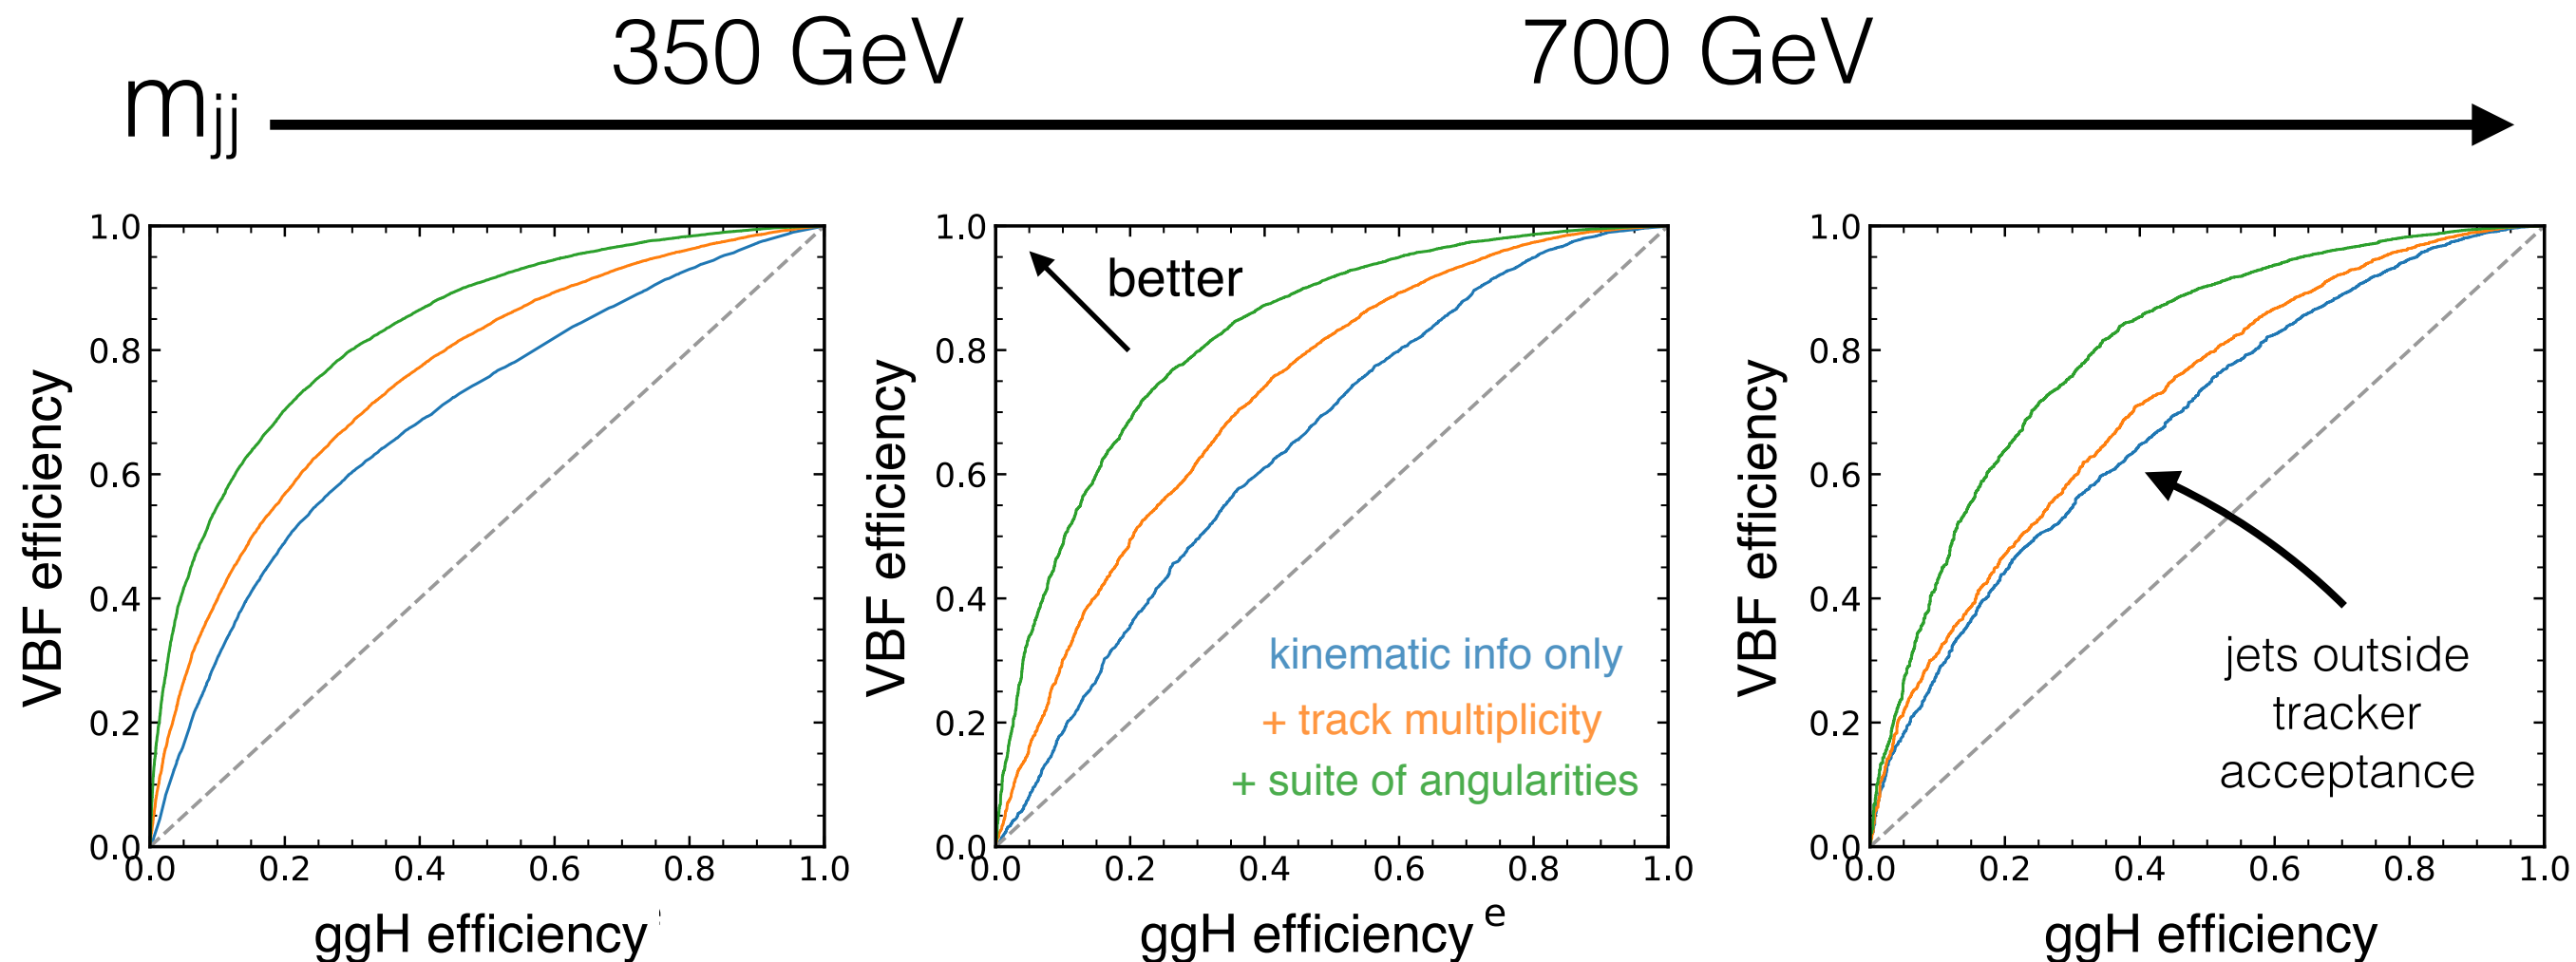 350 GeV
700 GeV
mjj
1.0
0.8
0.6
0.4
0.2
0.0
0.0 0.2 0.4 0.6 0.8 1.0
VBF efficiency
ggH efficiency
1.0
0.8
0.6
0.4
0.2
0.0
0.0 0.2 0.4 0.6 0.8 1.0
VBF efficiency
better
kinematic info only
+ track multiplicity
+ suite of angularities
ggH efficiency e
1.0
0.8
0.6
0.4
0.2
0.0
0.0 0.2 0.4 0.6 0.8 1.0
VBF efficiency
jets outside
tracker
acceptance
ggH efficiency